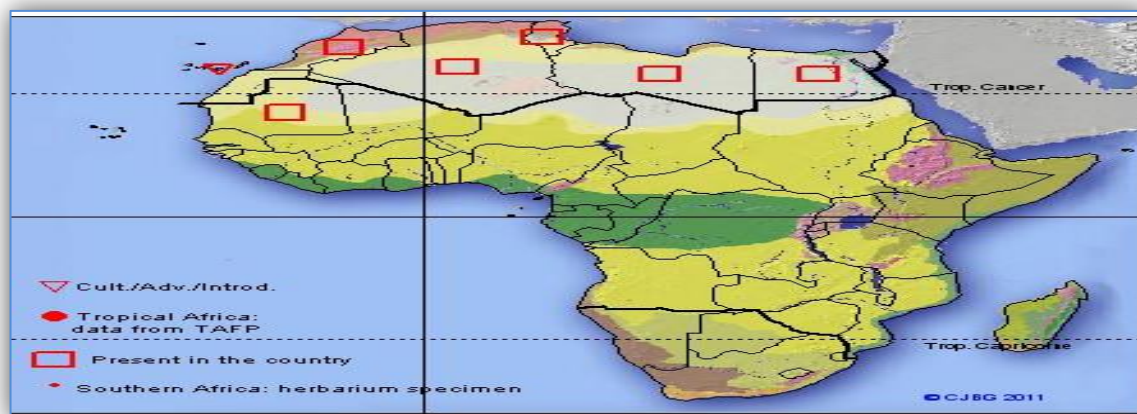 Trop. Cancer
Cult./Adv./Introd.
Tropical Africa:
data from TAFP
Trop. Capricorne
Present in the country
Southern Africa: herbarium specimen
© CJBG 2011